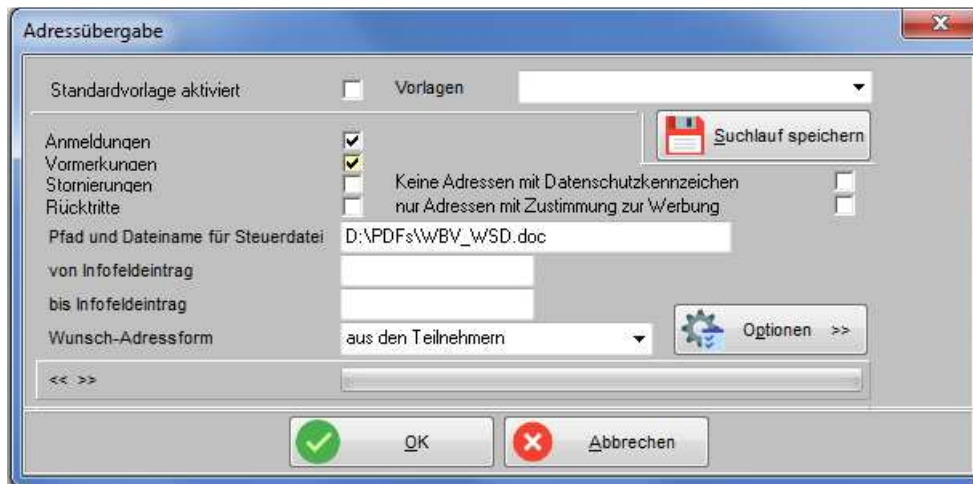 Adressübergabe
Standardvorlage aktiviert Vorlagen
Suchlauf speichern
Anmeldungen
Vormerkungen
Stornierungen Keine Adressen mit Datenschutzkennzeichen
Rücktritte nur Adressen mit Zustimmung zur Werbung
Pfad und Dateiname für Steuerdatei D:\PDFs\WBV_WSD.doc
von Infofeldeintrag
bis Infofeldeintrag
Wunsch-Adressform aus den Teilnehmern Optionen >>
<< >>
OK Abbrechen